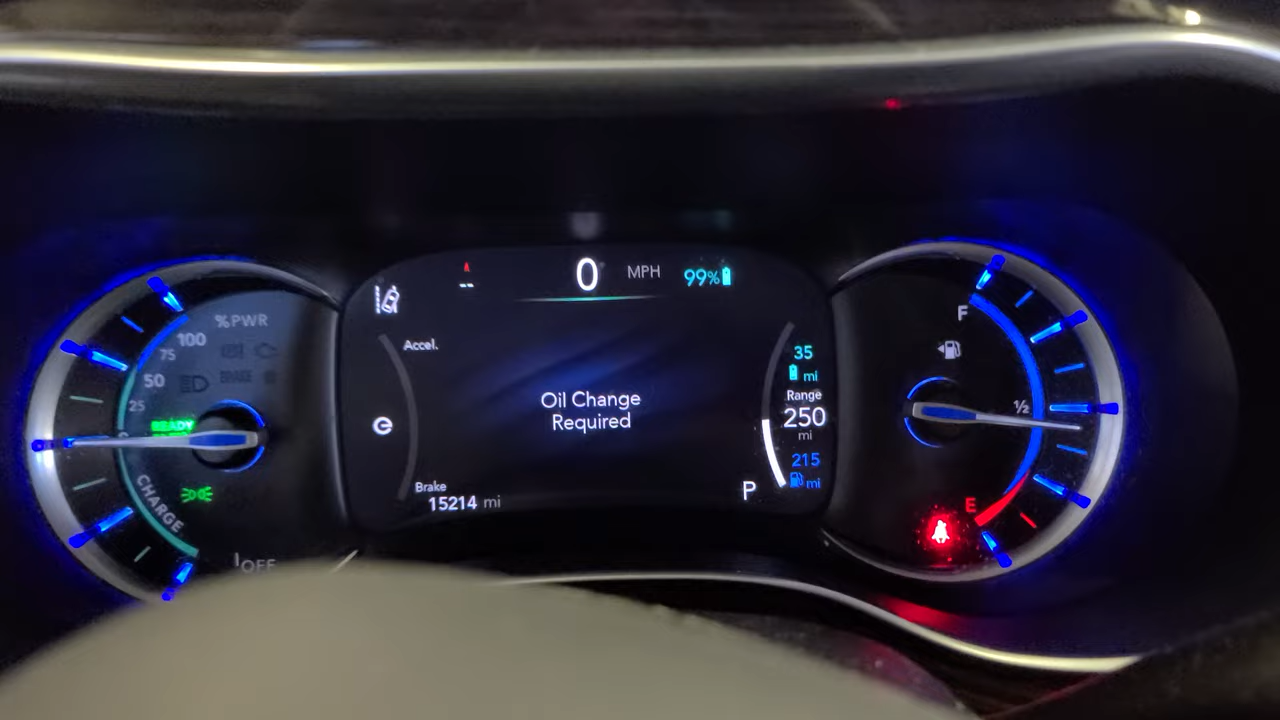 0 MPH 99%
%PWR
100
75
50
25
0
READY
CHARGE
OFF
Accel.
Oil Change
Required
Brake
15214 mi
P
35
mi
Range
250
mi
215
mi
F
½
E